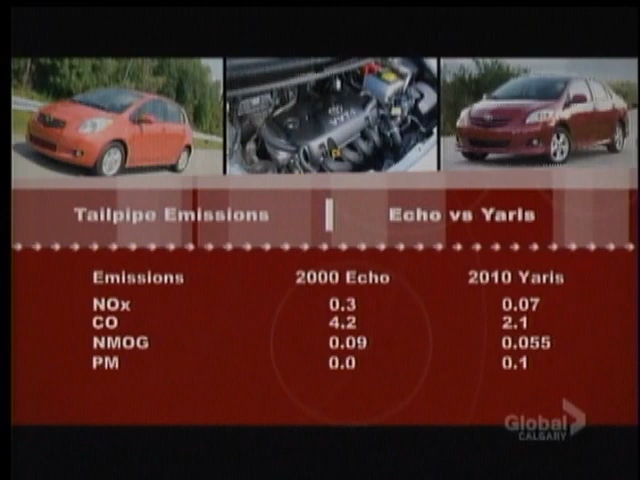 Tailpipe Emissions | Echo vs Yaris
Emissions 2000 Echo 2010 Yaris
NOx 0.3 0.07
CO 4.2 2.1
NMOG 0.09 0.055
PM 0.0 0.1
Global
CALGARY